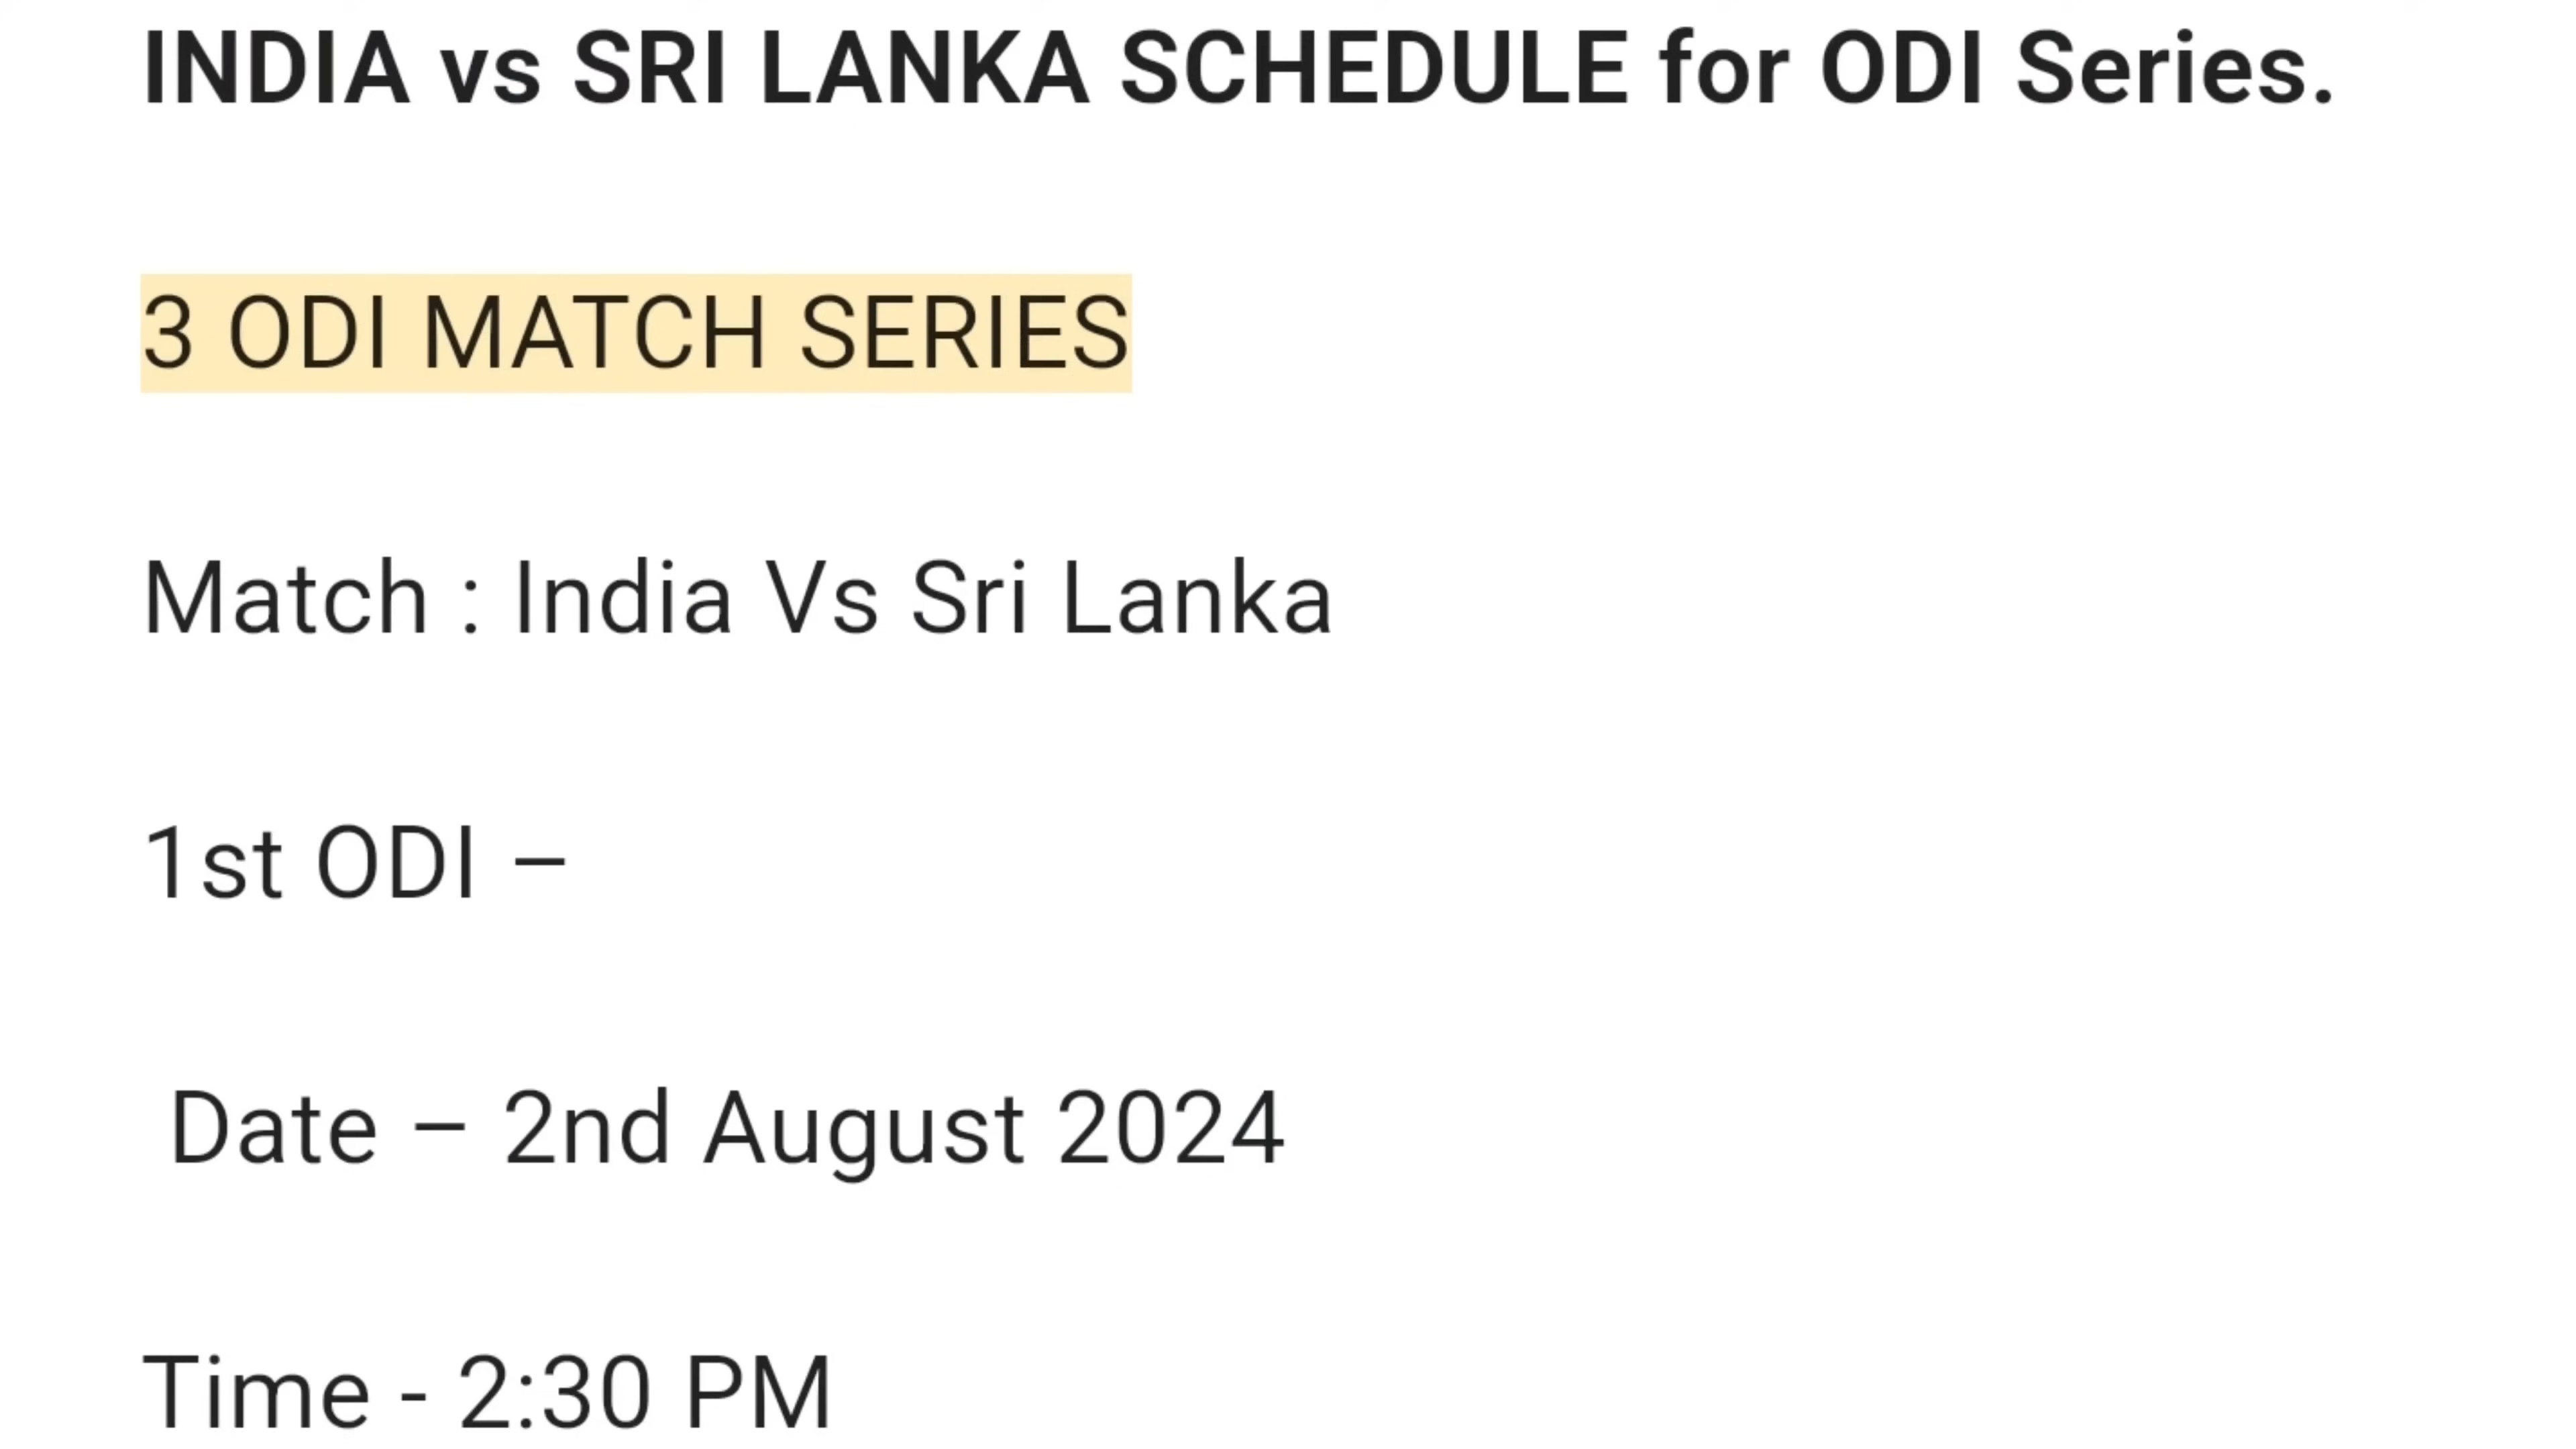 INDIA vs SRI LANKA SCHEDULE for ODI Series.
3 ODI MATCH SERIES
Match : India Vs Sri Lanka
1st ODI –
Date – 2nd August 2024
Time - 2:30 PM